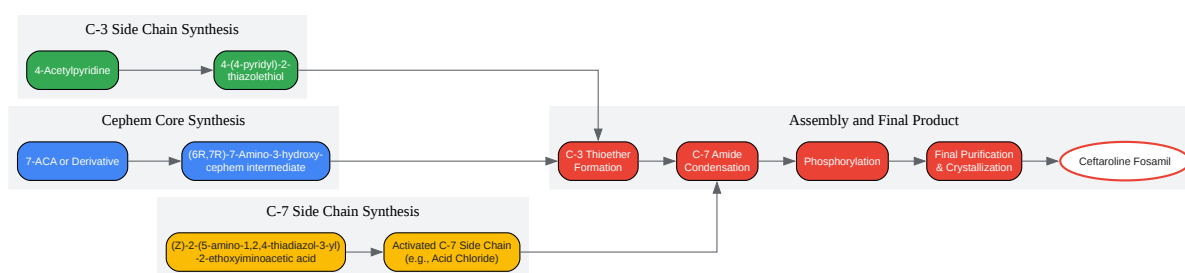 C-3 Side Chain Synthesis
4-Acetylpyridine
4-(4-pyridyl)-2-
thiazolethiol
Cephem Core Synthesis
7-ACA or Derivative
(6R,7R)-7-Amino-3-hydroxy-
cephem intermediate
Assembly and Final Product
C-3 Thioether
Formation
C-7 Amide
Condensation
Phosphorylation
Final Purification
& Crystallization
Ceftaroline Fosamil
C-7 Side Chain Synthesis
(Z)-2-(5-amino-1,2,4-thiadiazol-3-yl)
-2-ethoxyiminoacetic acid
Activated C-7 Side Chain
(e.g., Acid Chloride)